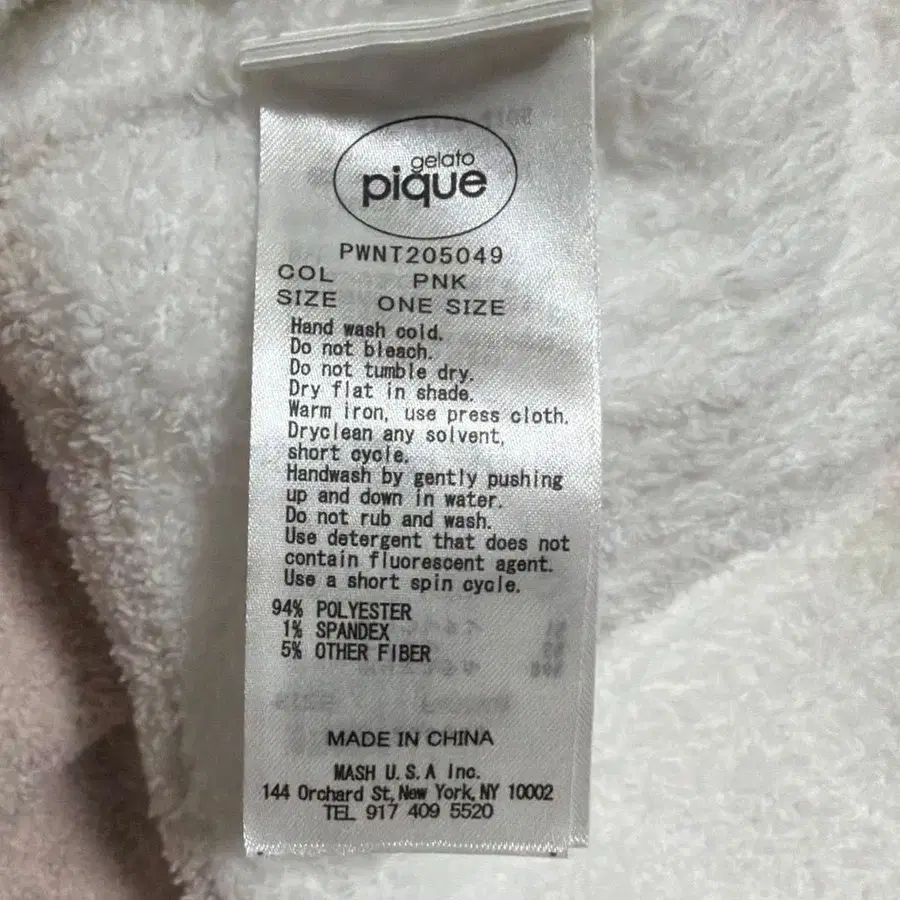 gelato
pique
PWNT205049
COL PNK
SIZE ONE SIZE
Hand wash cold.
Do not bleach.
Do not tumble dry.
Dry flat in shade.
Warm iron, use press cloth.
Dryclean any solvent,
short cycle.
Handwash by gently pushing
up and down in water.
Do not rub and wash.
Use detergent that does not
contain fluorescent agent.
Use a short spin cycle.
94% POLYESTER
1% SPANDEX
5% OTHER FIBER
MADE IN CHINA
MASH U.S.A Inc.
144 Orchard St, New York, NY 10002
TEL 917 409 5520